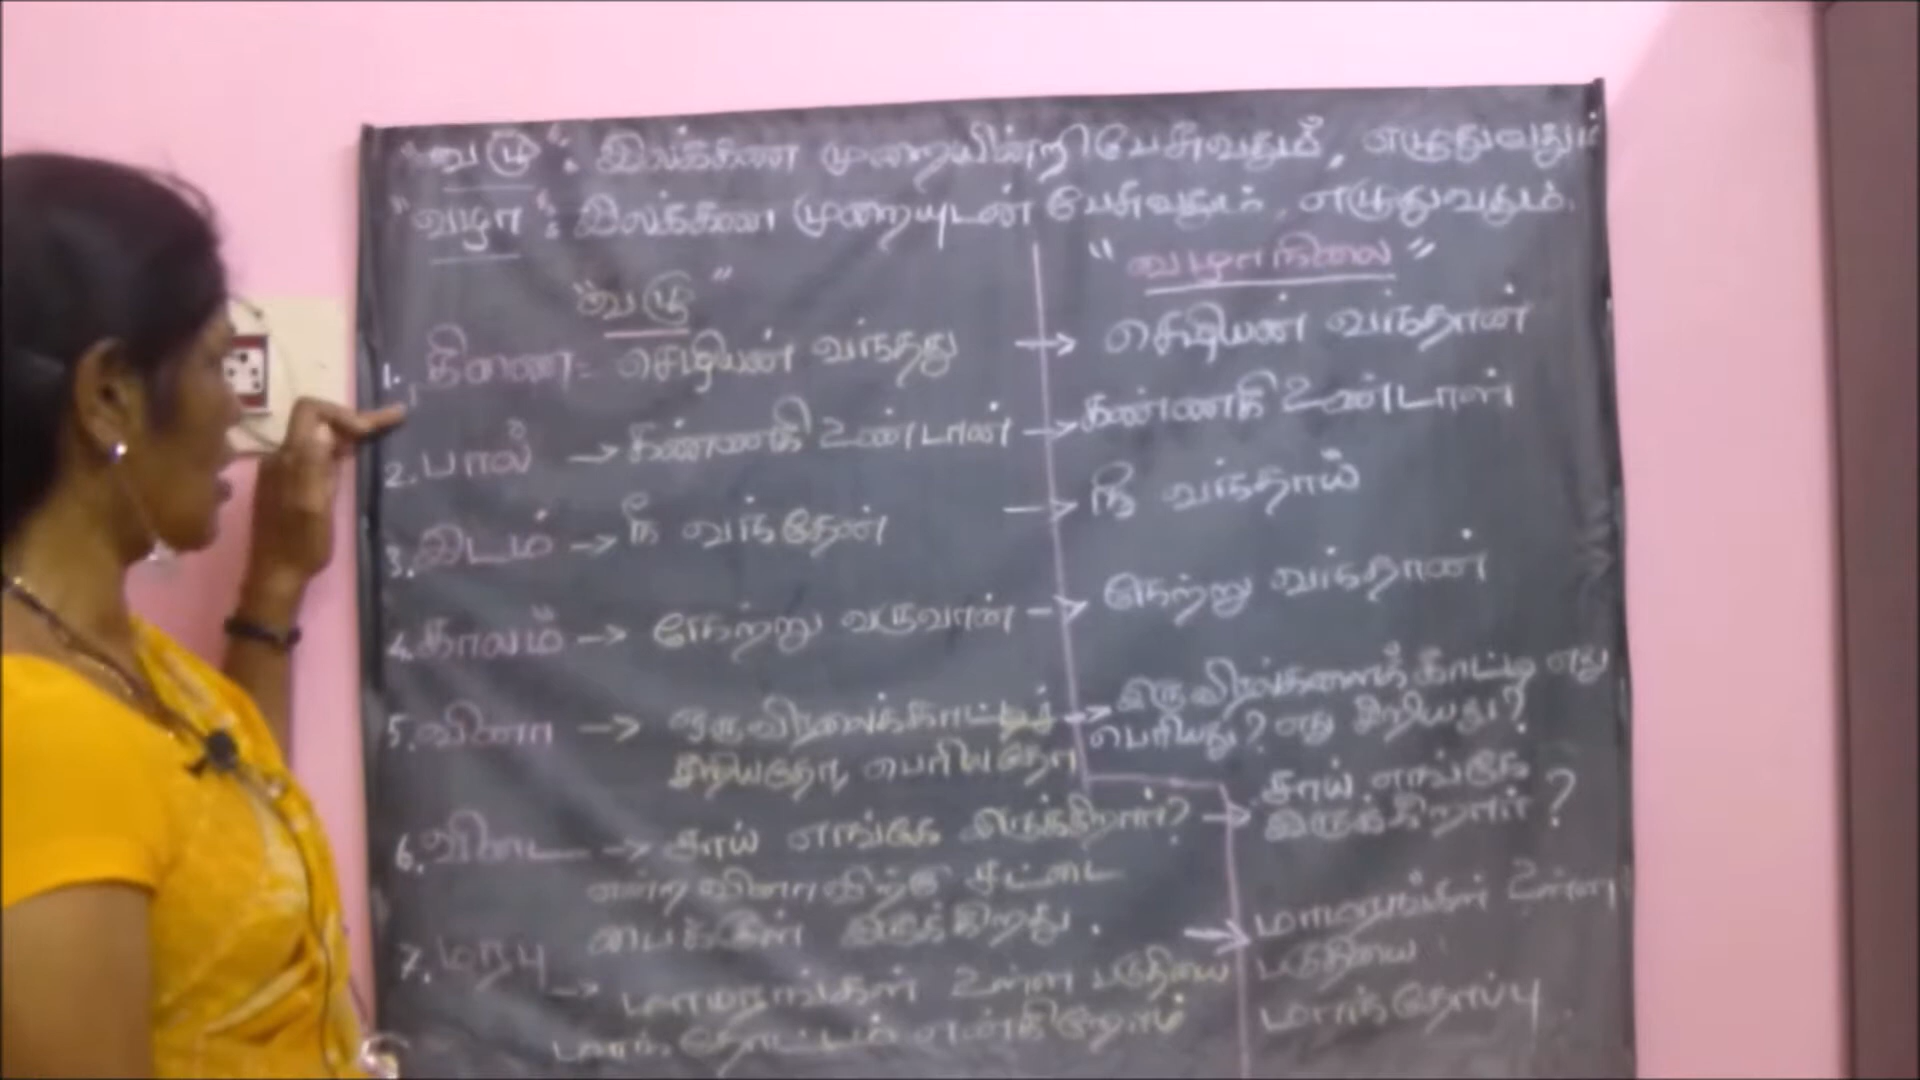 "வழு" : இலக்கண முறையின்றி பேசுவதும், எழுதுவதும்
"வழா" : இலக்கண முறையுடன் பேசுவதும், எழுதுவதும்.
"வழு"
"வழாநிலை"
1. திணை = செழியன் வந்தது → செழியன் வந்தான்
2. பால் → கண்ணகி உண்டான் → கண்ணகி உண்டாள்
3. இடம் → நீ வந்தேன் → நீ வந்தாய்
4. காலம் → நேற்று வருவான் → நேற்று வந்தான்
5. வினா → ஒரு விரலைக்காட்டி → இருவிரல்களைக் காட்டி எது
சிறியதோ, பெரியதோ பெரியது? எது சிறியது?
6. விடை → தாய் எங்கே இருக்கிறார்? → தாய் எங்கே
இருக்கிறார்?
என்ற வினாவிற்கு சட்டை
பைக்குள் இருக்கிறது.
7. மரபு → மாமரங்கள் உள்ள பகுதியை → மாமரங்கள் உள்ள
பகுதியை
மாந்தோட்டம் என்கிறோம் மாந்தோப்பு.